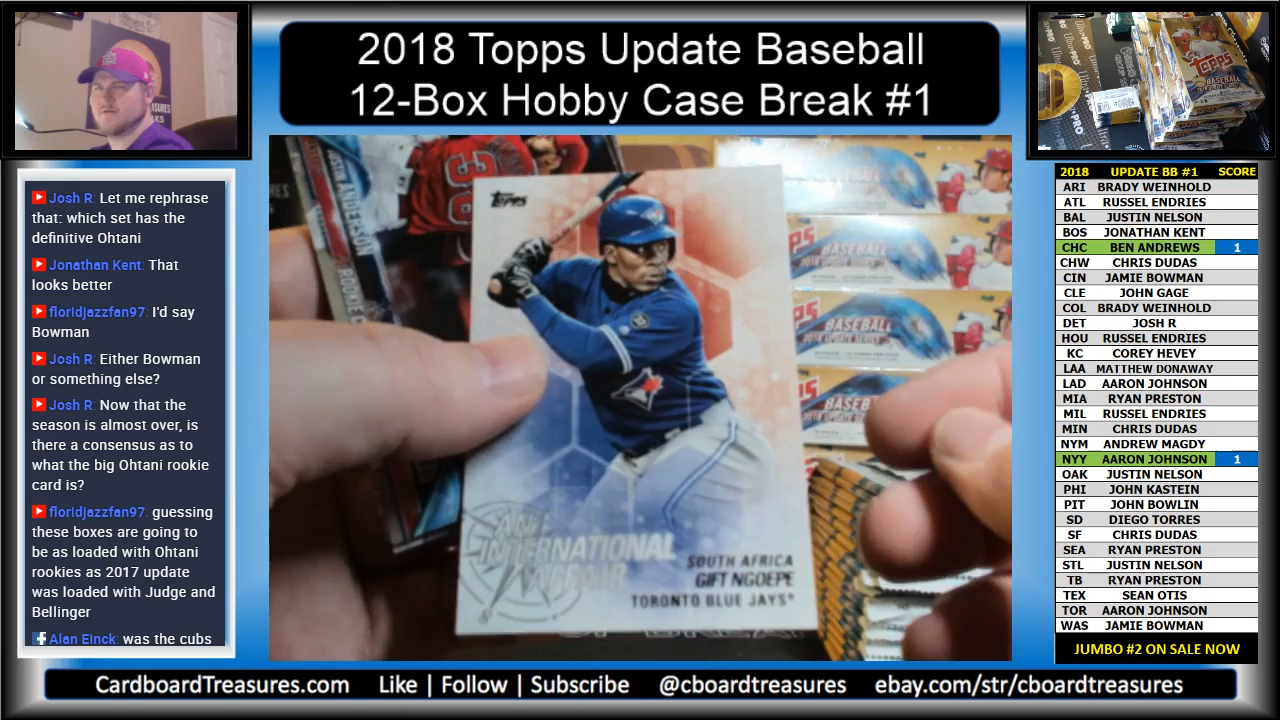 2018 Topps Update Baseball
12-Box Hobby Case Break #1
Josh R: Let me rephrase
that: which set has the
definitive Ohtani
Jonathan Kent: That
looks better
floridjazzfan97: I'd say
Bowman
Josh R: Either Bowman
or something else?
Josh R: Now that the
season is almost over, is
there a consensus as to
what the big Ohtani rookie
card is?
floridjazzfan97: guessing
these boxes are going to
be as loaded with Ohtani
rookies as 2017 update
was loaded with Judge and
Bellinger
Alan Einck: was the cubs
Topps
AN INTERNATIONAL
AFFAIR
SOUTH AFRICA
GIFT NGOEPE
TORONTO BLUE JAYS
BASEBALL
BASEBALL
Topps
BASEBALL
2018 UPDATE BB #1 SCORE
ARI BRADY WEINHOLD
ATL RUSSEL ENDRIES
BAL JUSTIN NELSON
BOS JONATHAN KENT
CHC BEN ANDREWS 1
CHW CHRIS DUDAS
CIN JAMIE BOWMAN
CLE JOHN GAGE
COL BRADY WEINHOLD
DET JOSH R
HOU RUSSEL ENDRIES
KC COREY HEVEY
LAA MATTHEW DONAWAY
LAD AARON JOHNSON
MIA RYAN PRESTON
MIL RUSSEL ENDRIES
MIN CHRIS DUDAS
NYM ANDREW MAGDY
NYY AARON JOHNSON 1
OAK JUSTIN NELSON
PHI JOHN KASTEIN
PIT JOHN BOWLIN
SD DIEGO TORRES
SF CHRIS DUDAS
SEA RYAN PRESTON
STL JUSTIN NELSON
TB RYAN PRESTON
TEX SEAN OTIS
TOR AARON JOHNSON
WAS JAMIE BOWMAN
JUMBO #2 ON SALE NOW
CardboardTreasures.com Like | Follow | Subscribe @cboardtreasures ebay.com/str/cboardtreasures